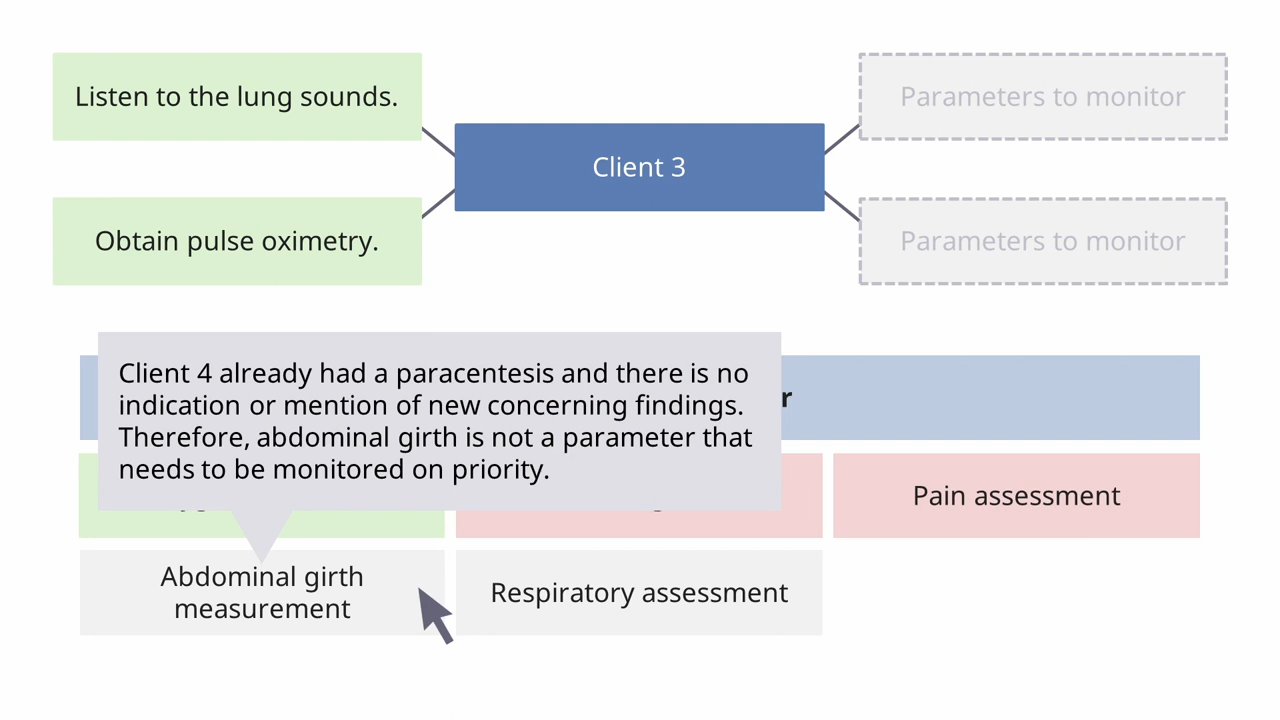 Listen to the lung sounds.
Parameters to monitor
Client 3
Obtain pulse oximetry.
Parameters to monitor
Client 4 already had a paracentesis and there is no
indication or mention of new concerning findings.
Therefore, abdominal girth is not a parameter that
needs to be monitored on priority.
Pain assessment
Abdominal girth
measurement
Respiratory assessment